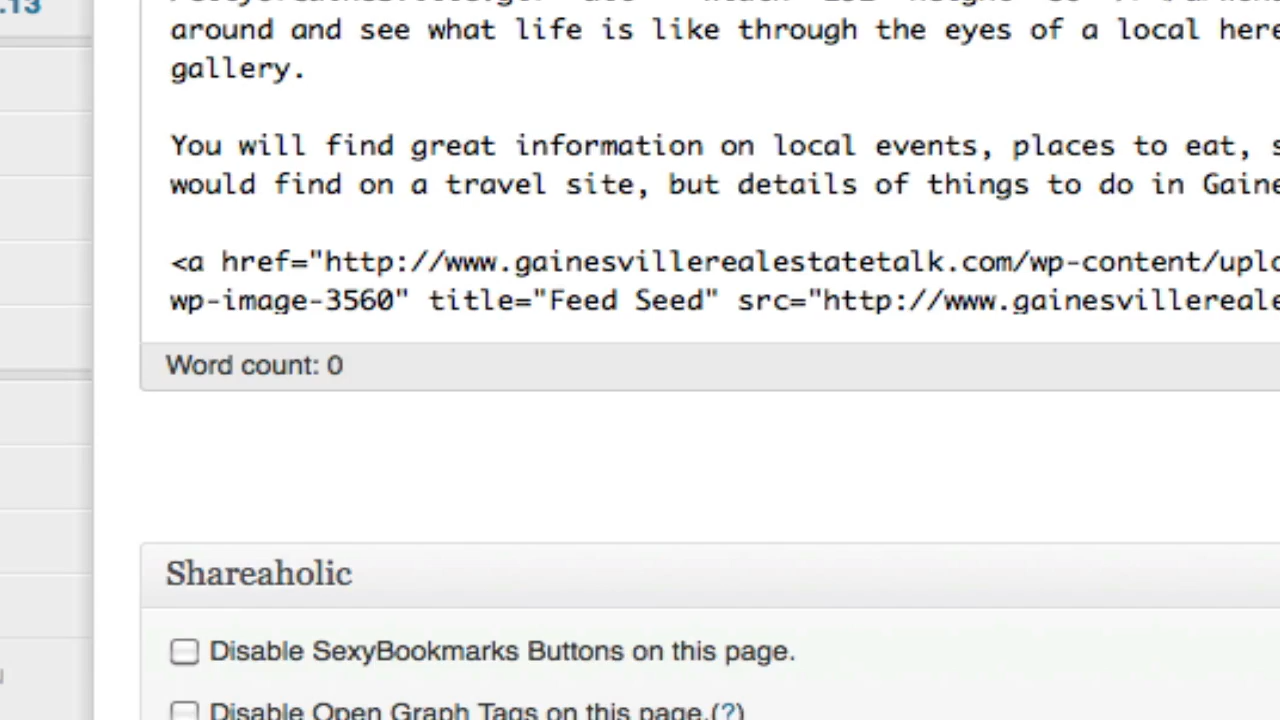 .13
around and see what life is like through the eyes of a local here
gallery.
You will find great information on local events, places to eat, s
would find on a travel site, but details of things to do in Gaine
<a href="http://www.gainesvillerealestatetalk.com/wp-content/uplo
wp-image-3560" title="Feed Seed" src="http://www.gainesvillereale
Word count: 0
Shareaholic
Disable SexyBookmarks Buttons on this page.
Disable Open Graph Tags on this page.(?)